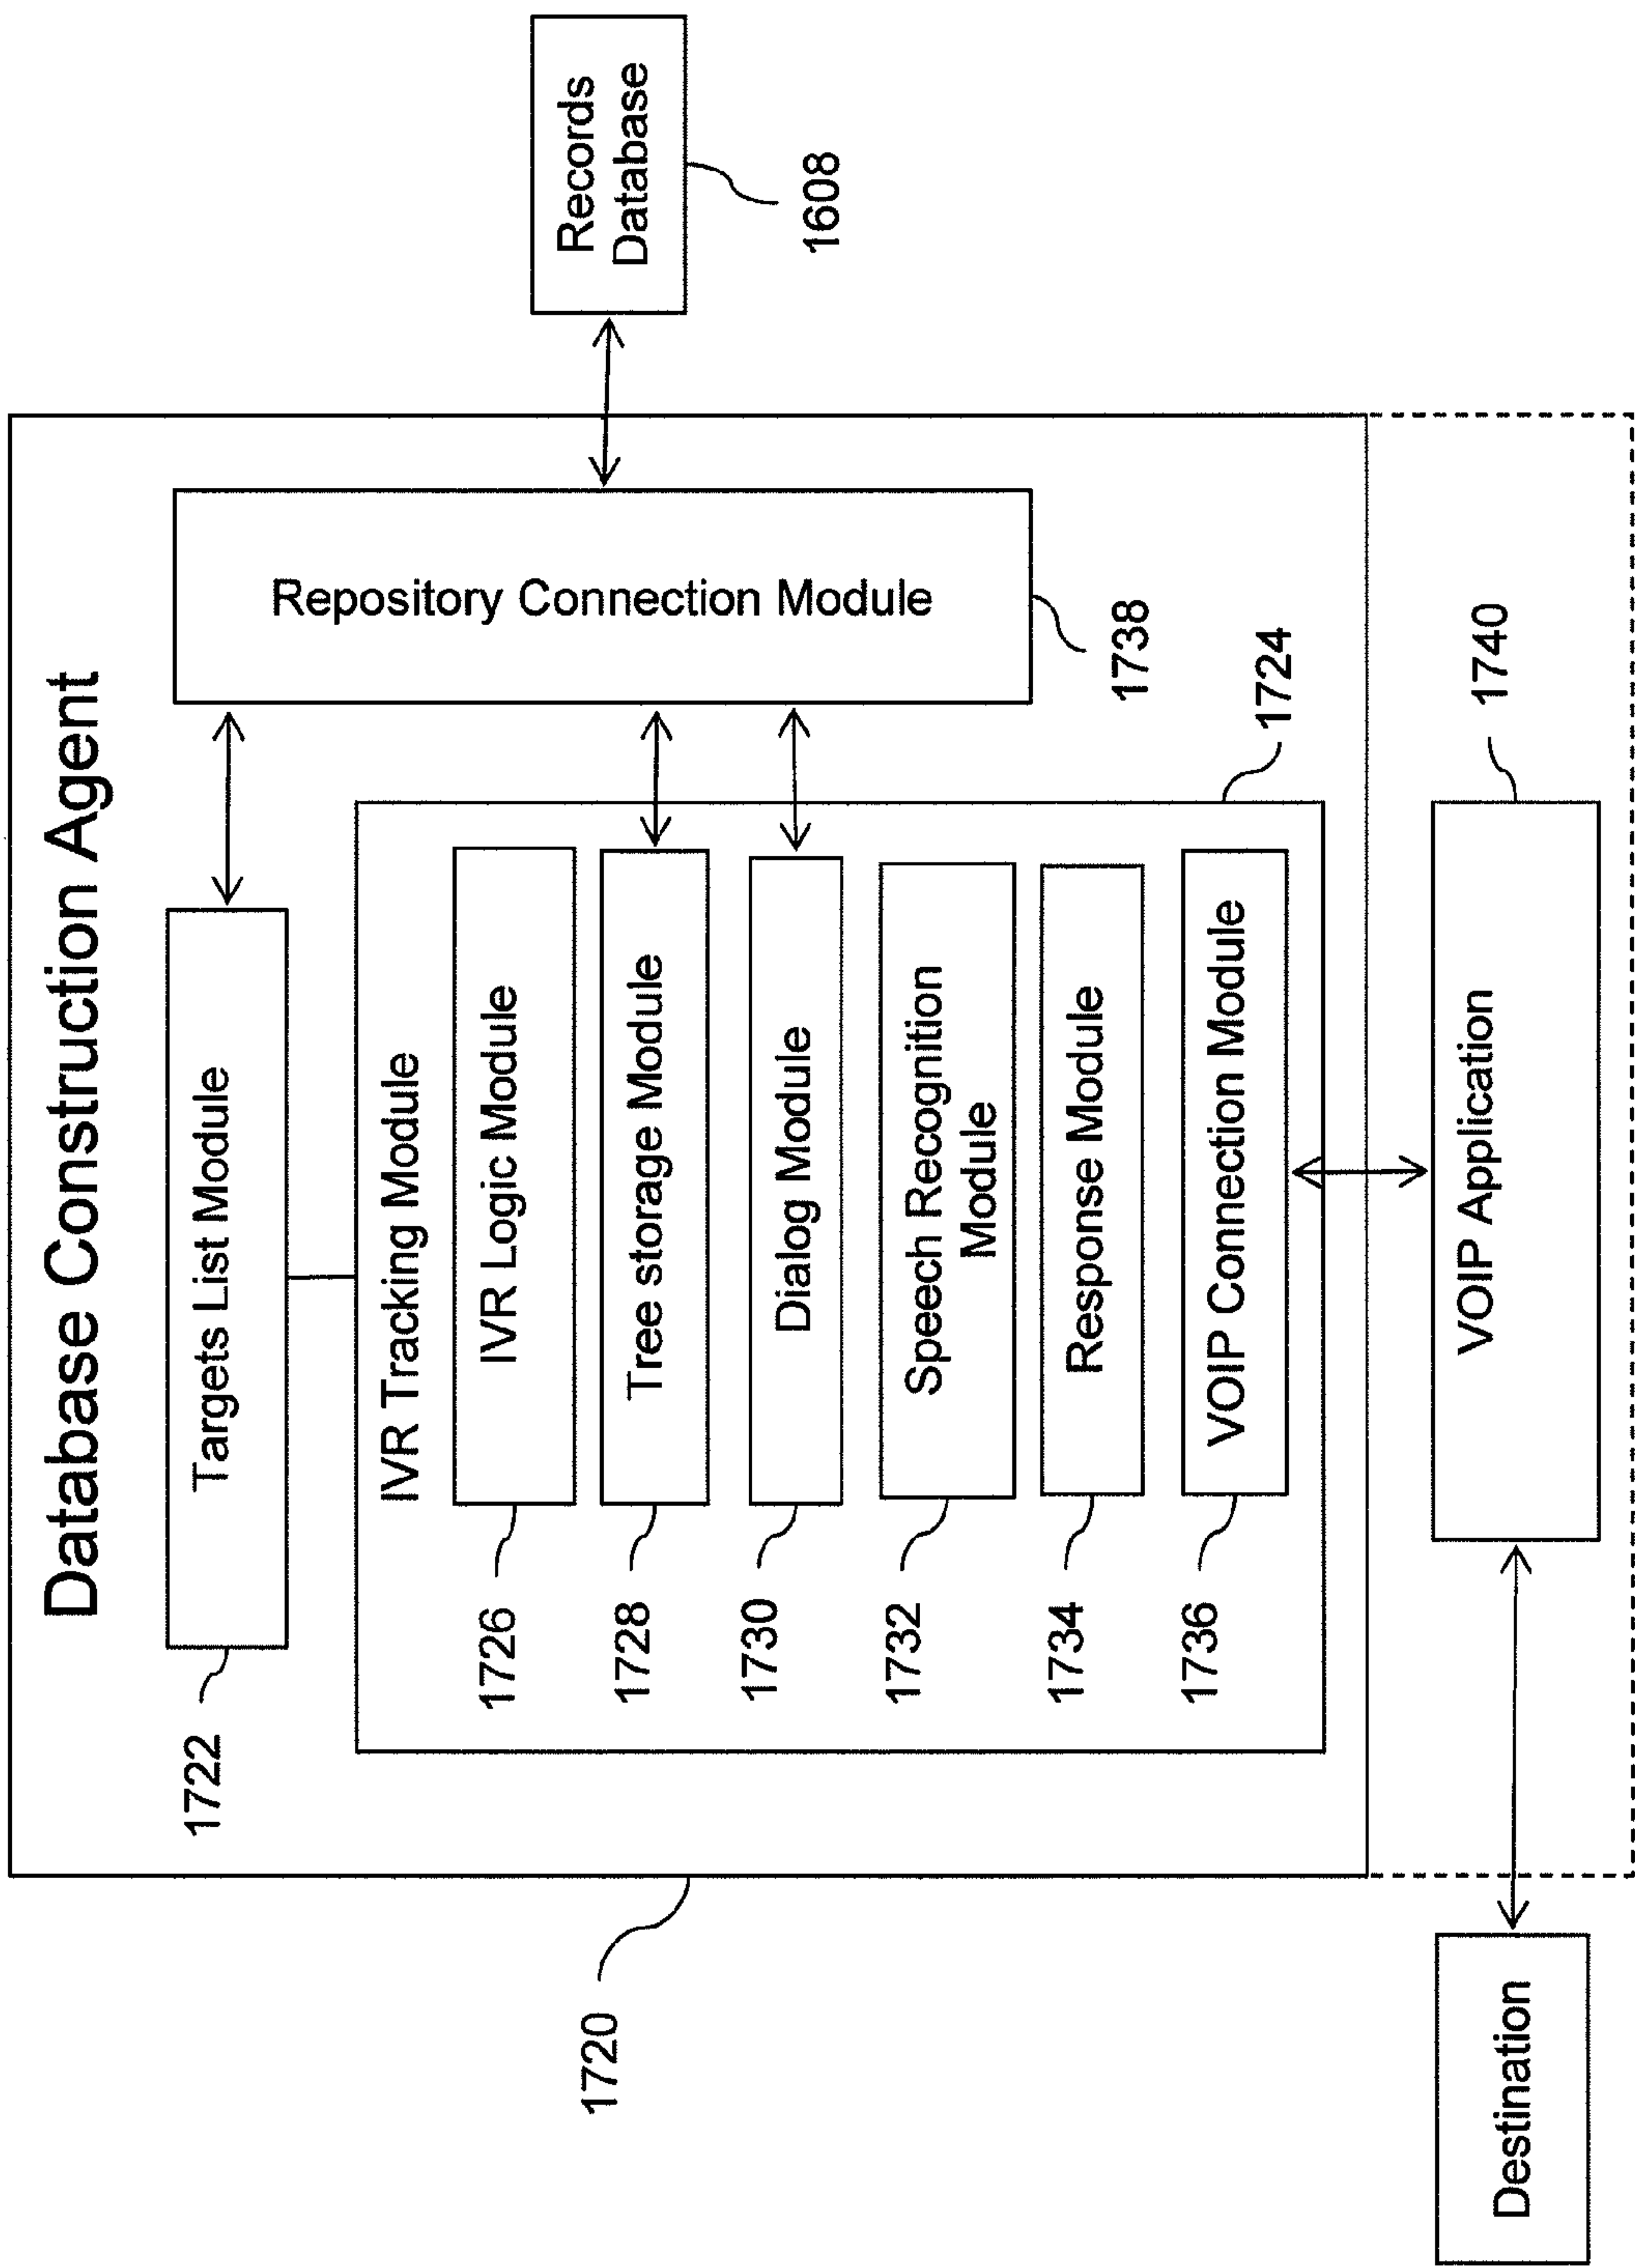 Database Construction Agent
1722
Targets List Module
IVR Tracking Module
1726
IVR Logic Module
1728
Tree storage Module
1730
Dialog Module
1732
Speech Recognition
Module
1734
Response Module
1736
VOIP Connection Module
1724
Repository Connection Module
1738
Records
Database
1608
1720
VOIP Application
1740
Destination